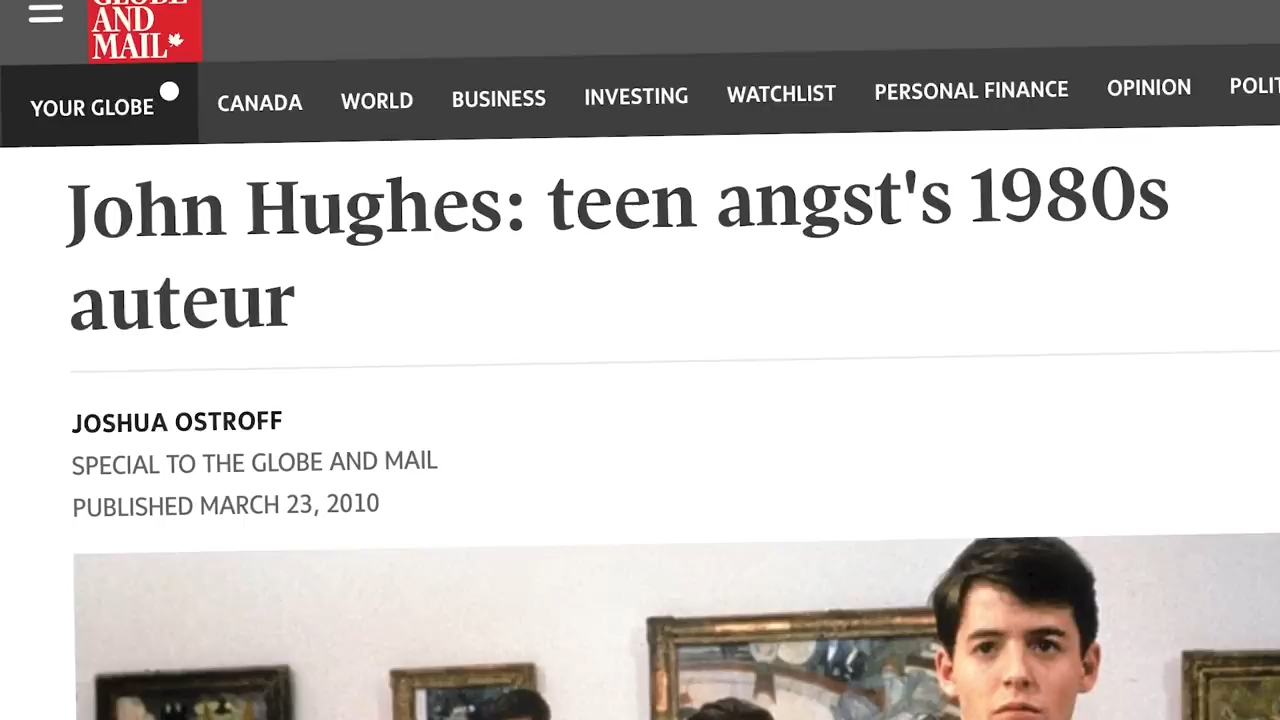 GLOBE
AND
MAIL
YOUR GLOBE CANADA WORLD BUSINESS INVESTING WATCHLIST PERSONAL FINANCE OPINION POLIT
John Hughes: teen angst's 1980s
auteur
JOSHUA OSTROFF
SPECIAL TO THE GLOBE AND MAIL
PUBLISHED MARCH 23, 2010